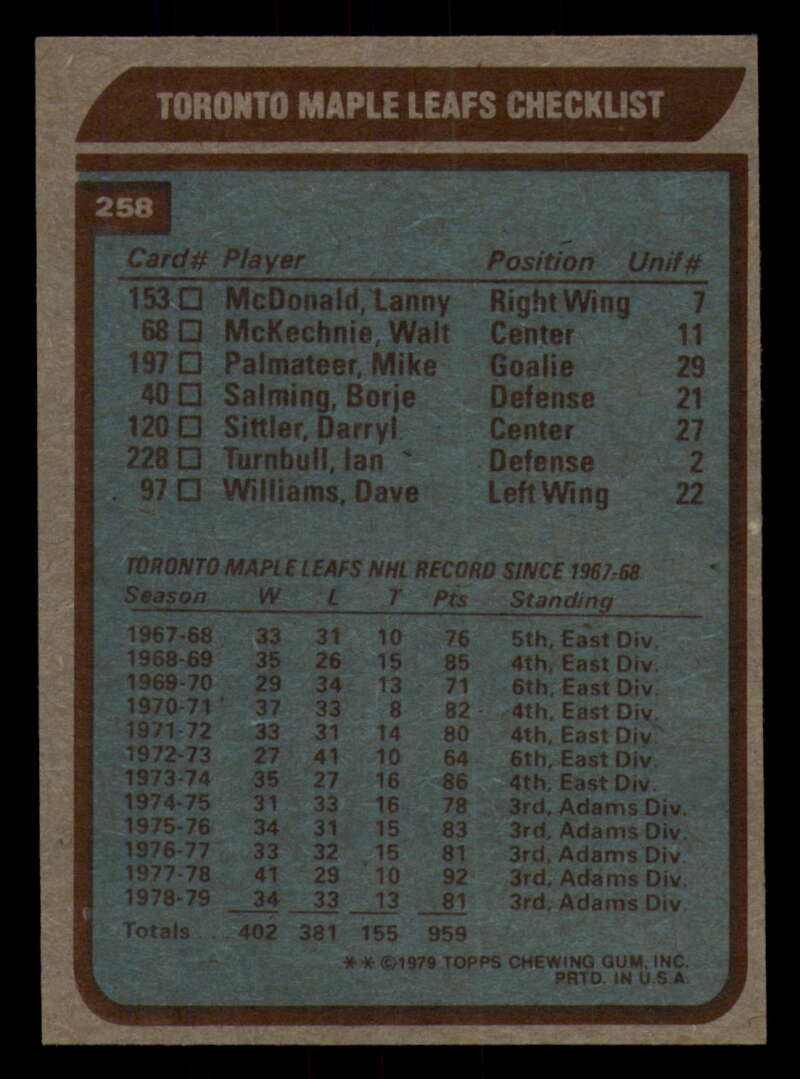 TORONTO MAPLE LEAFS CHECKLIST
258
Card# Player Position Unif#
153 □ McDonald, Lanny Right Wing 7
68 □ McKechnie, Walt Center 11
197 □ Palmateer, Mike Goalie 29
40 □ Salming, Borje Defense 21
120 □ Sittler, Darryl Center 27
228 □ Turnbull, Ian Defense 2
97 □ Williams, Dave Left Wing 22
TORONTO MAPLE LEAFS NHL RECORD SINCE 1967-68
Season W L T Pts Standing
1967-68 33 31 10 76 5th, East Div.
1968-69 35 26 15 85 4th, East Div.
1969-70 29 34 13 71 6th, East Div.
1970-71 37 33 8 82 4th, East Div.
1971-72 33 31 14 80 4th, East Div
1972-73 27 41 10 64 6th, East Div.
1973-74 35 27 16 86 4th, East Div.
1974-75 31 33 16 78 3rd, Adams Div.
1975-76 34 31 15 83 3rd, Adams Div.
1976-77 33 32 15 81 3rd, Adams Div.
1977-78 41 29 10 92 3rd, Adams Div.
1978-79 34 33 13 81 3rd, Adams Div.
Totals . . 402 381 155 959
** ©1979 TOPPS CHEWING GUM, INC.
PRTD. IN U.S.A.